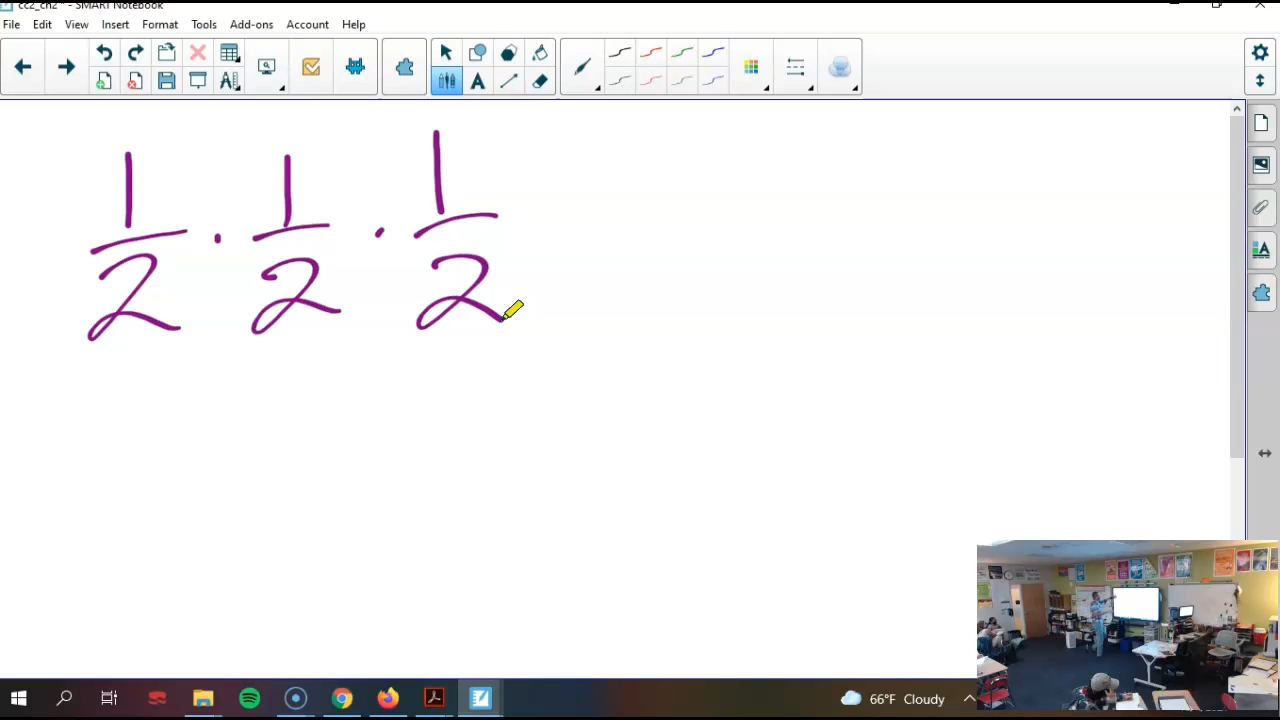 cc2_ch2 * - SMART Notebook
File Edit View Insert Format Tools Add-ons Account Help
1/2 · 1/2 · 1/2
66°F Cloudy